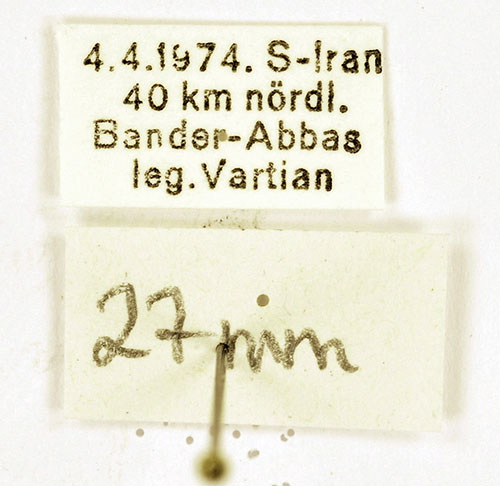 4.4.1974. S-Iran
40 km nördl.
Bander-Abbas
leg. Vartian
27 mm